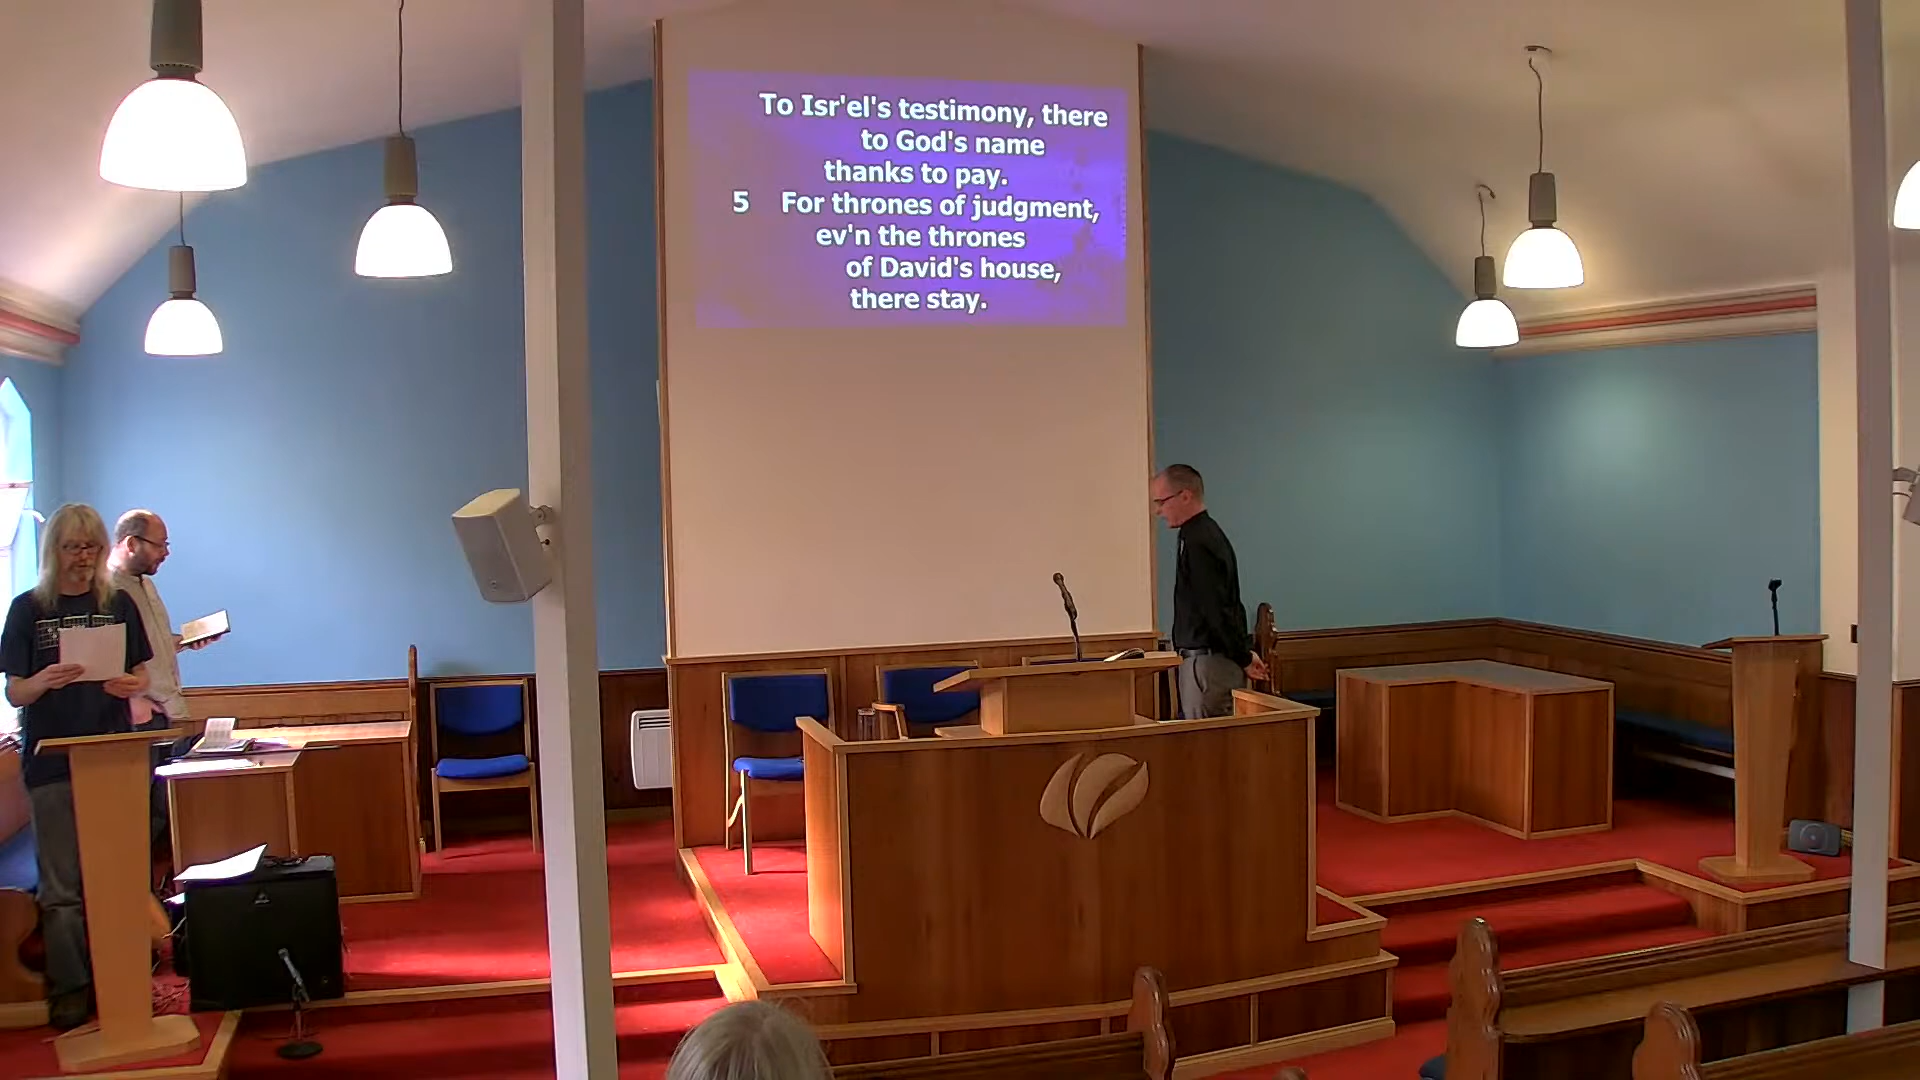 To Isr'el's testimony, there
to God's name
thanks to pay.
5 For thrones of judgment,
ev'n the thrones
of David's house,
there stay.